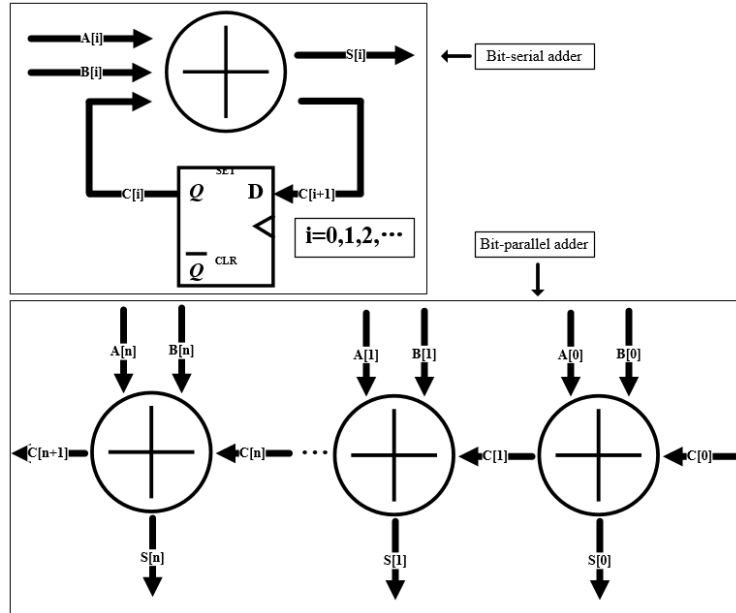 A[i]
S[i]
B[i]
Bit-serial adder
SET
C[i]
Q
D
C[i+1]
i=0,1,2,···
Q
CLR
Bit-parallel adder
A[n]
B[n]
A[1]
B[1]
A[0]
B[0]
C[n+1]
C[n]
···
C[1]
C[0]
S[n]
S[1]
S[0]